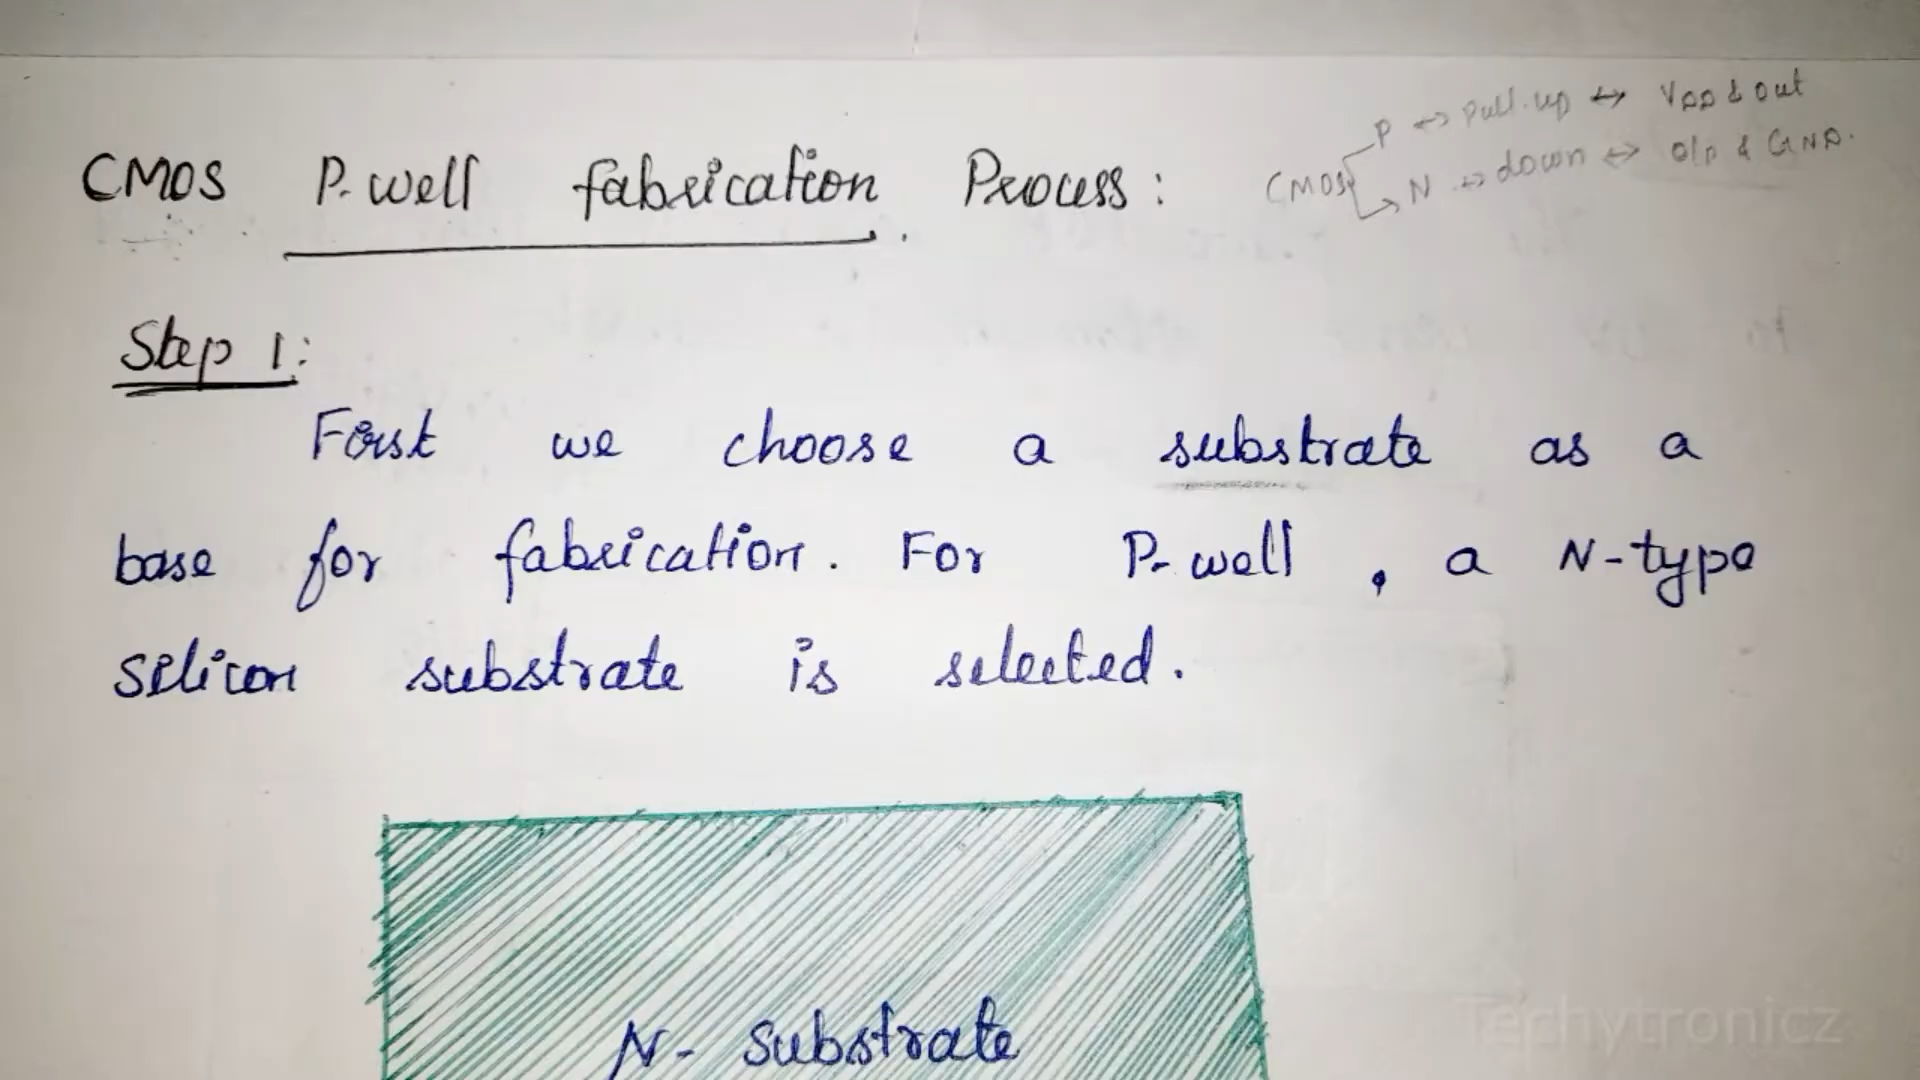 CMOS P-well fabrication Process:
CMOS P ↔ Pull-up ↔ VDD & out
N ↔ down ↔ O/P & GND.
Step 1:
First we choose a substrate as a
base for fabrication. For P-well, a N-type
silicon substrate is selected.
N- substrate
Techytronicz